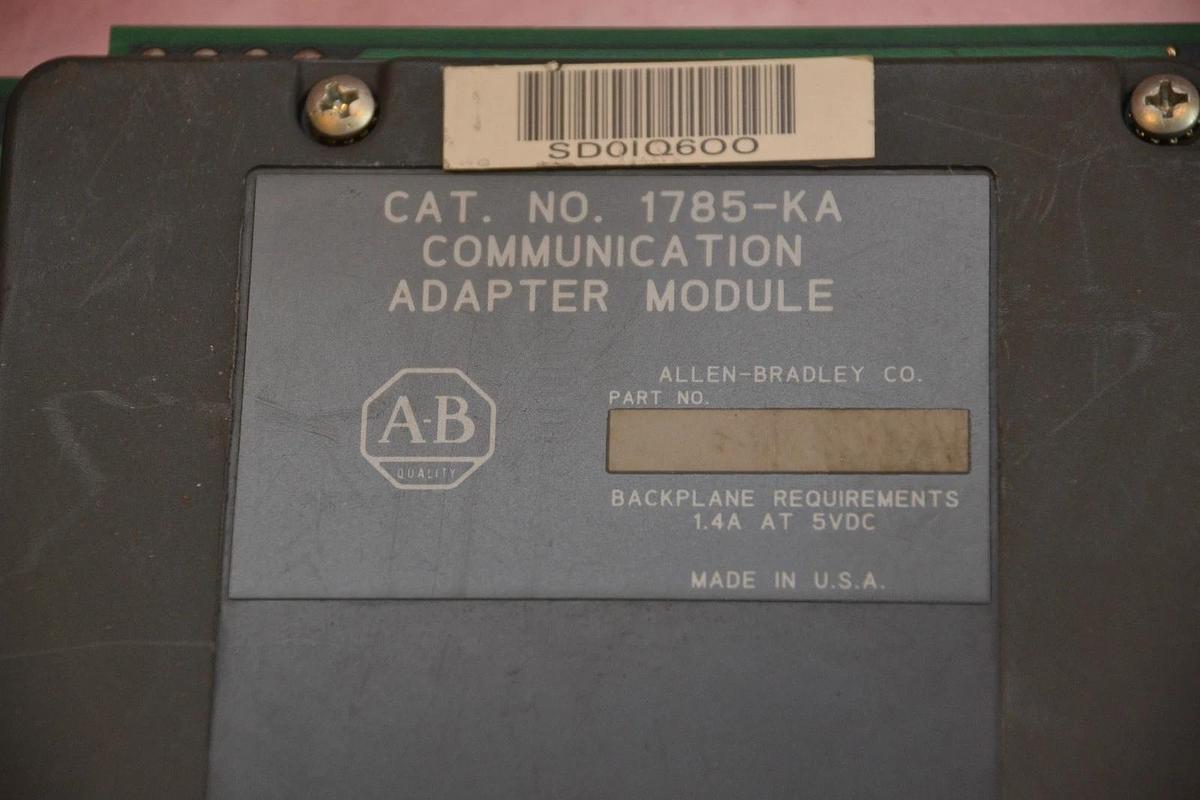 SD01Q600
CAT. NO. 1785-KA
COMMUNICATION
ADAPTER MODULE
A-B
QUALITY
ALLEN-BRADLEY CO.
PART NO.
BACKPLANE REQUIREMENTS
1.4A AT 5VDC
MADE IN U.S.A.